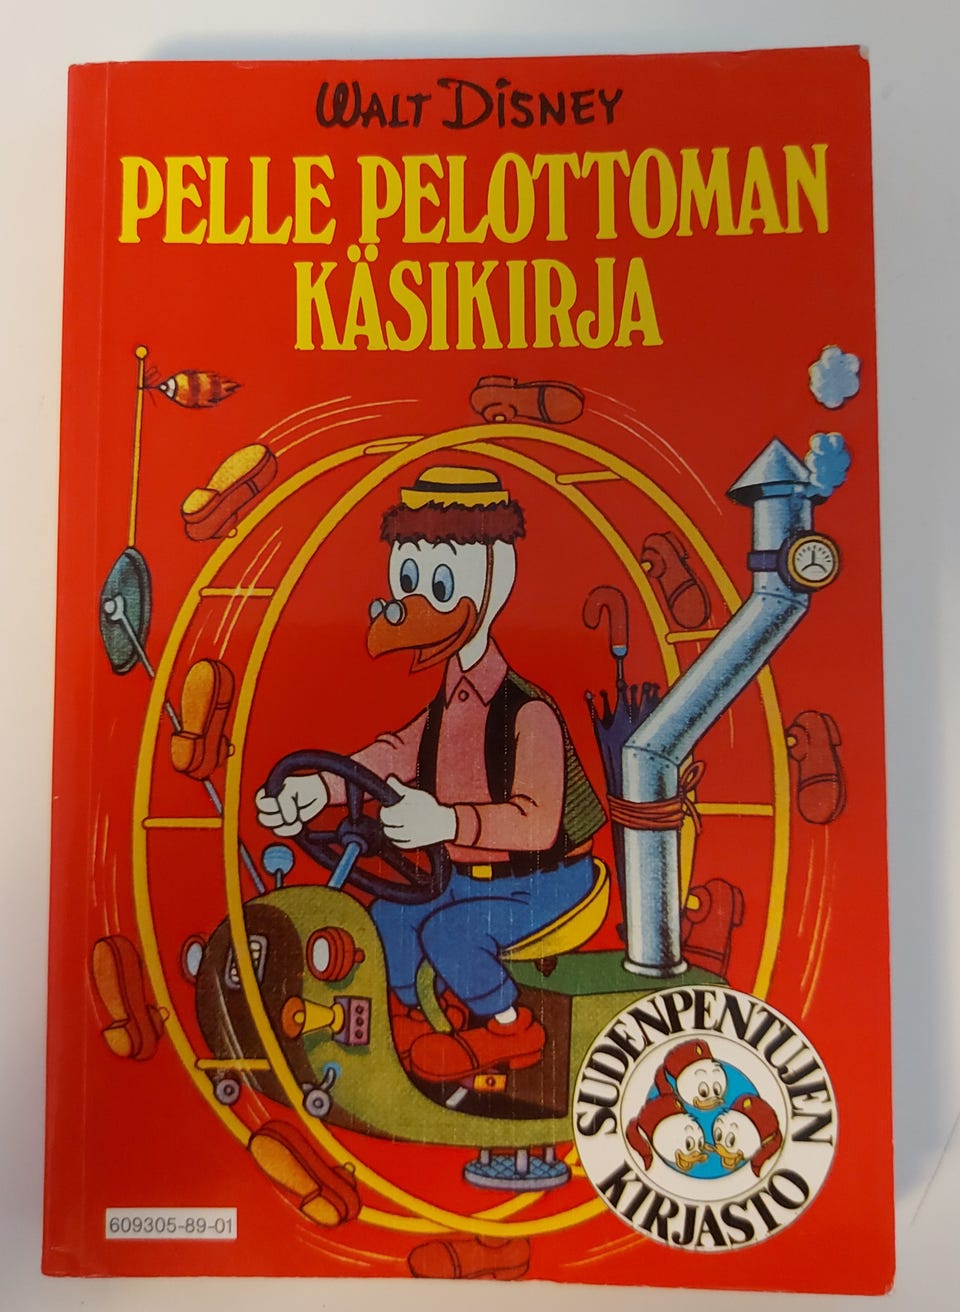 WALT DISNEY
PELLE PELOTTOMAN
KÄSIKIRJA
SUDENPENTUJEN
KIRJASTO
609305-89-01